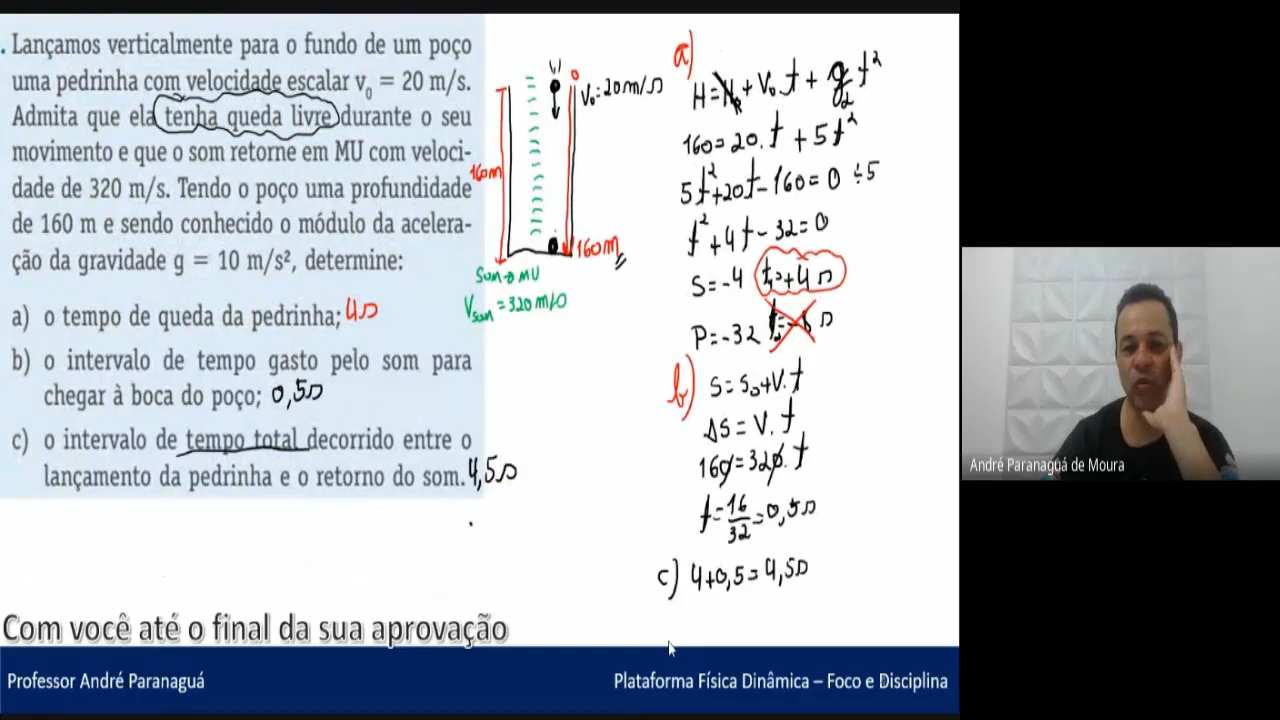 . Lançamos verticalmente para o fundo de um poço
uma pedrinha com velocidade escalar v₀ = 20 m/s.
Admita que ela tenha queda livre durante o seu
movimento e que o som retorne em MU com veloci-
dade de 320 m/s. Tendo o poço uma profundidade
de 160 m e sendo conhecido o módulo da acelera-
ção da gravidade g = 10 m/s², determine:
a) o tempo de queda da pedrinha; 4s
b) o intervalo de tempo gasto pelo som para
chegar à boca do poço; 0,5s
c) o intervalo de tempo total decorrido entre o
lançamento da pedrinha e o retorno do som. 4,5s
0
V₀=20m/s
160m
160m
Som→MU
Vsom=320m/s
a)
H=H₀+V₀t+g/2 t²
160=20.t+5t²
5t²+20t-160=0 ÷5
t²+4t-32=0
S=-4 t₁=+4s
P=-32
b) S=S₀+V.t
ΔS=V.t
160=320.t
t=16/32=0,5s
c) 4+0,5=4,5s
Com você até o final da sua aprovação
Professor André Paranaguá
Plataforma Física Dinâmica – Foco e Disciplina
André Paranaguá de Moura